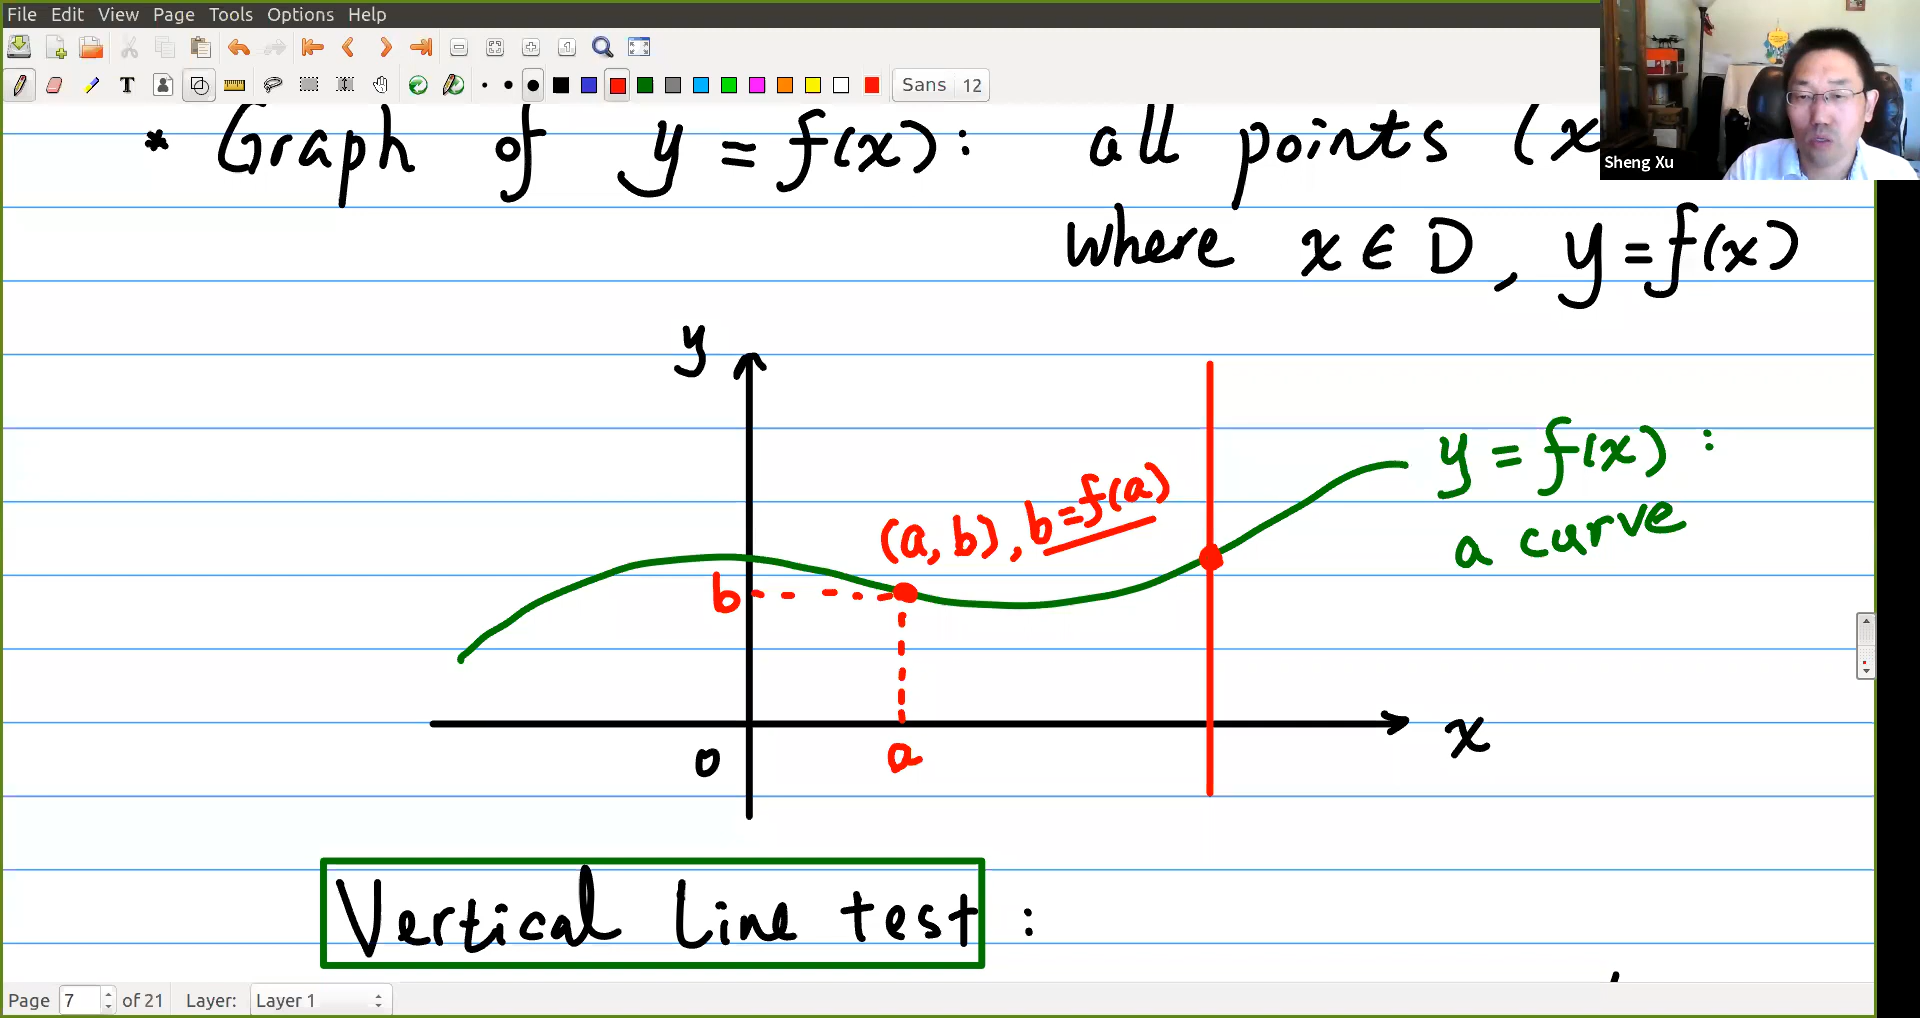 File Edit View Page Tools Options Help
Sans 12
Sheng Xu
* Graph of y = f(x): all points (x
where x ∈ D, y = f(x)
y
y = f(x) :
a curve
(a, b), b=f(a)
b
0
a
x
Vertical Line test :
Page 7 of 21 Layer: Layer 1